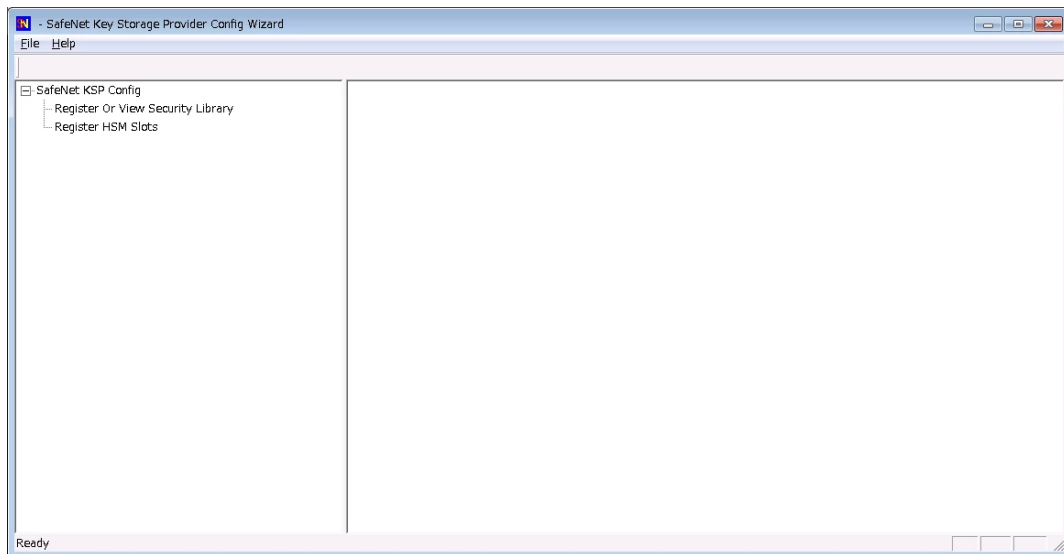 - SafeNet Key Storage Provider Config Wizard
File Help
SafeNet KSP Config
Register Or View Security Library
Register HSM Slots
Ready